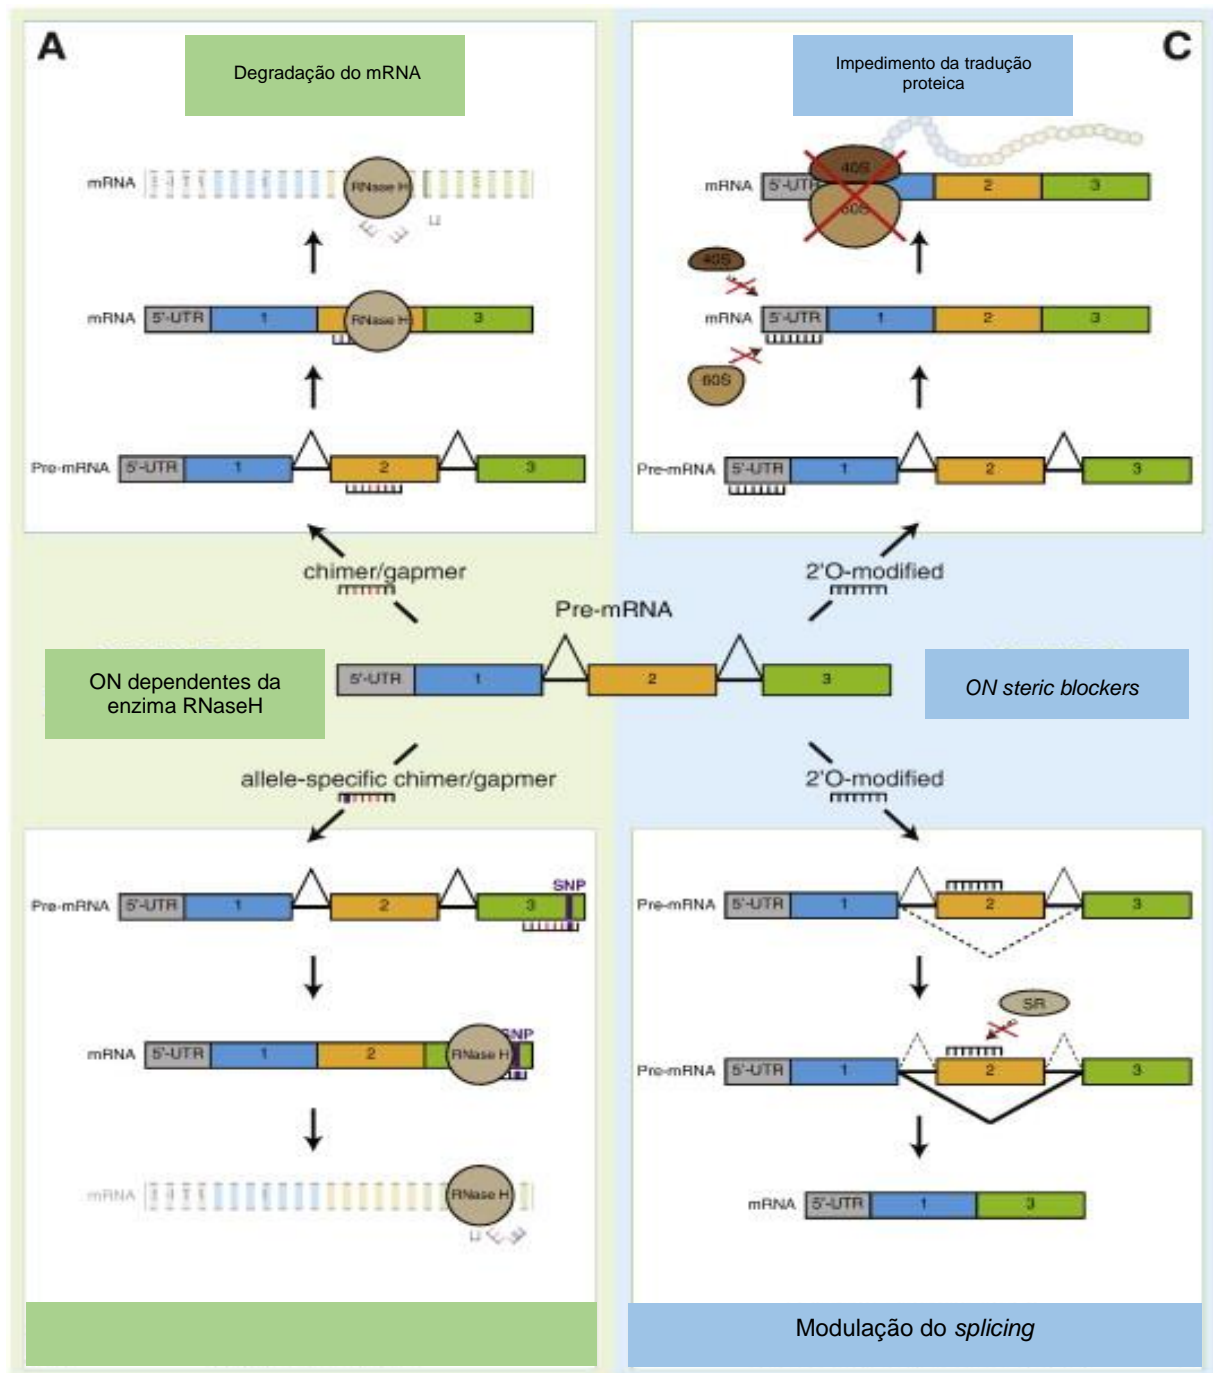 A
Degradação do mRNA
mRNA
RNase H
mRNA 5'-UTR 1 RNase H 3
Pre-mRNA 5'-UTR 1 2 3
chimer/gapmer
C
Impedimento da tradução
proteica
40S
mRNA 5'-UTR 2 3
60S
40S
mRNA 5'-UTR 1 2 3
60S
Pre-mRNA 5'-UTR 1 2 3
2'O-modified
Pre-mRNA
5'-UTR 1 2 3
ON dependentes da
enzima RNaseH
ON steric blockers
allele-specific chimer/gapmer
SNP
Pre-mRNA 5'-UTR 1 2 3
SNP
mRNA 5'-UTR 1 2 RNase H
mRNA RNase H
2'O-modified
Pre-mRNA 5'-UTR 1 2 3
SR
Pre-mRNA 5'-UTR 1 2 3
mRNA 5'-UTR 1 3
Modulação do splicing